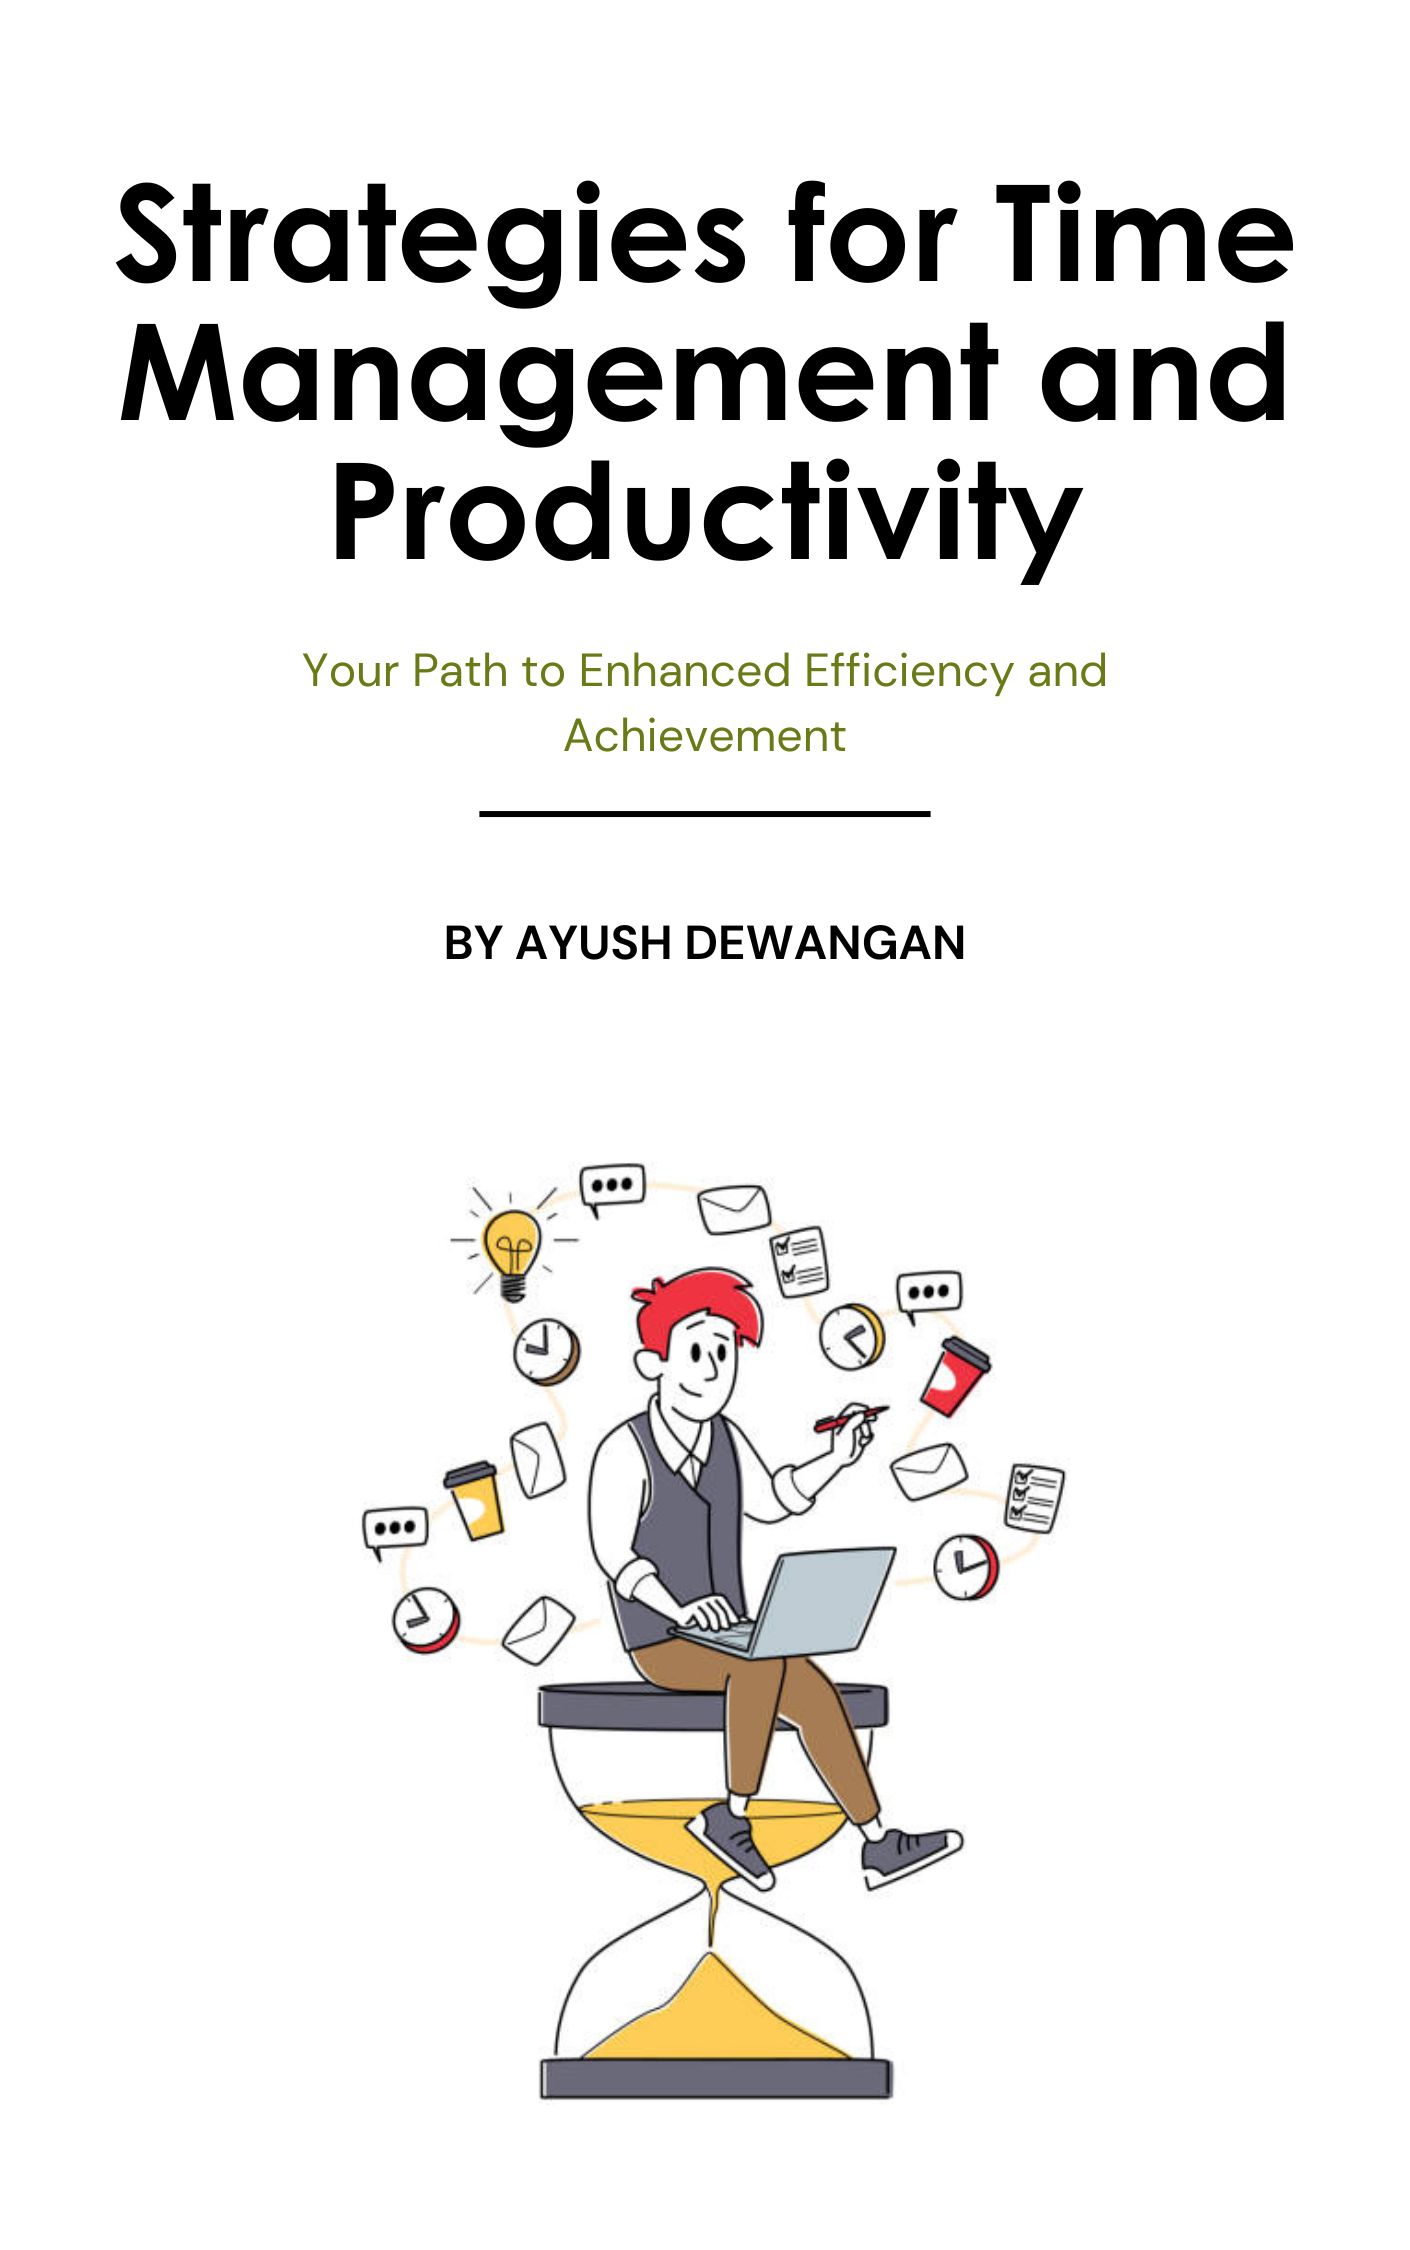 Strategies for Time
Management and
Productivity
Your Path to Enhanced Efficiency and
Achievement
BY AYUSH DEWANGAN